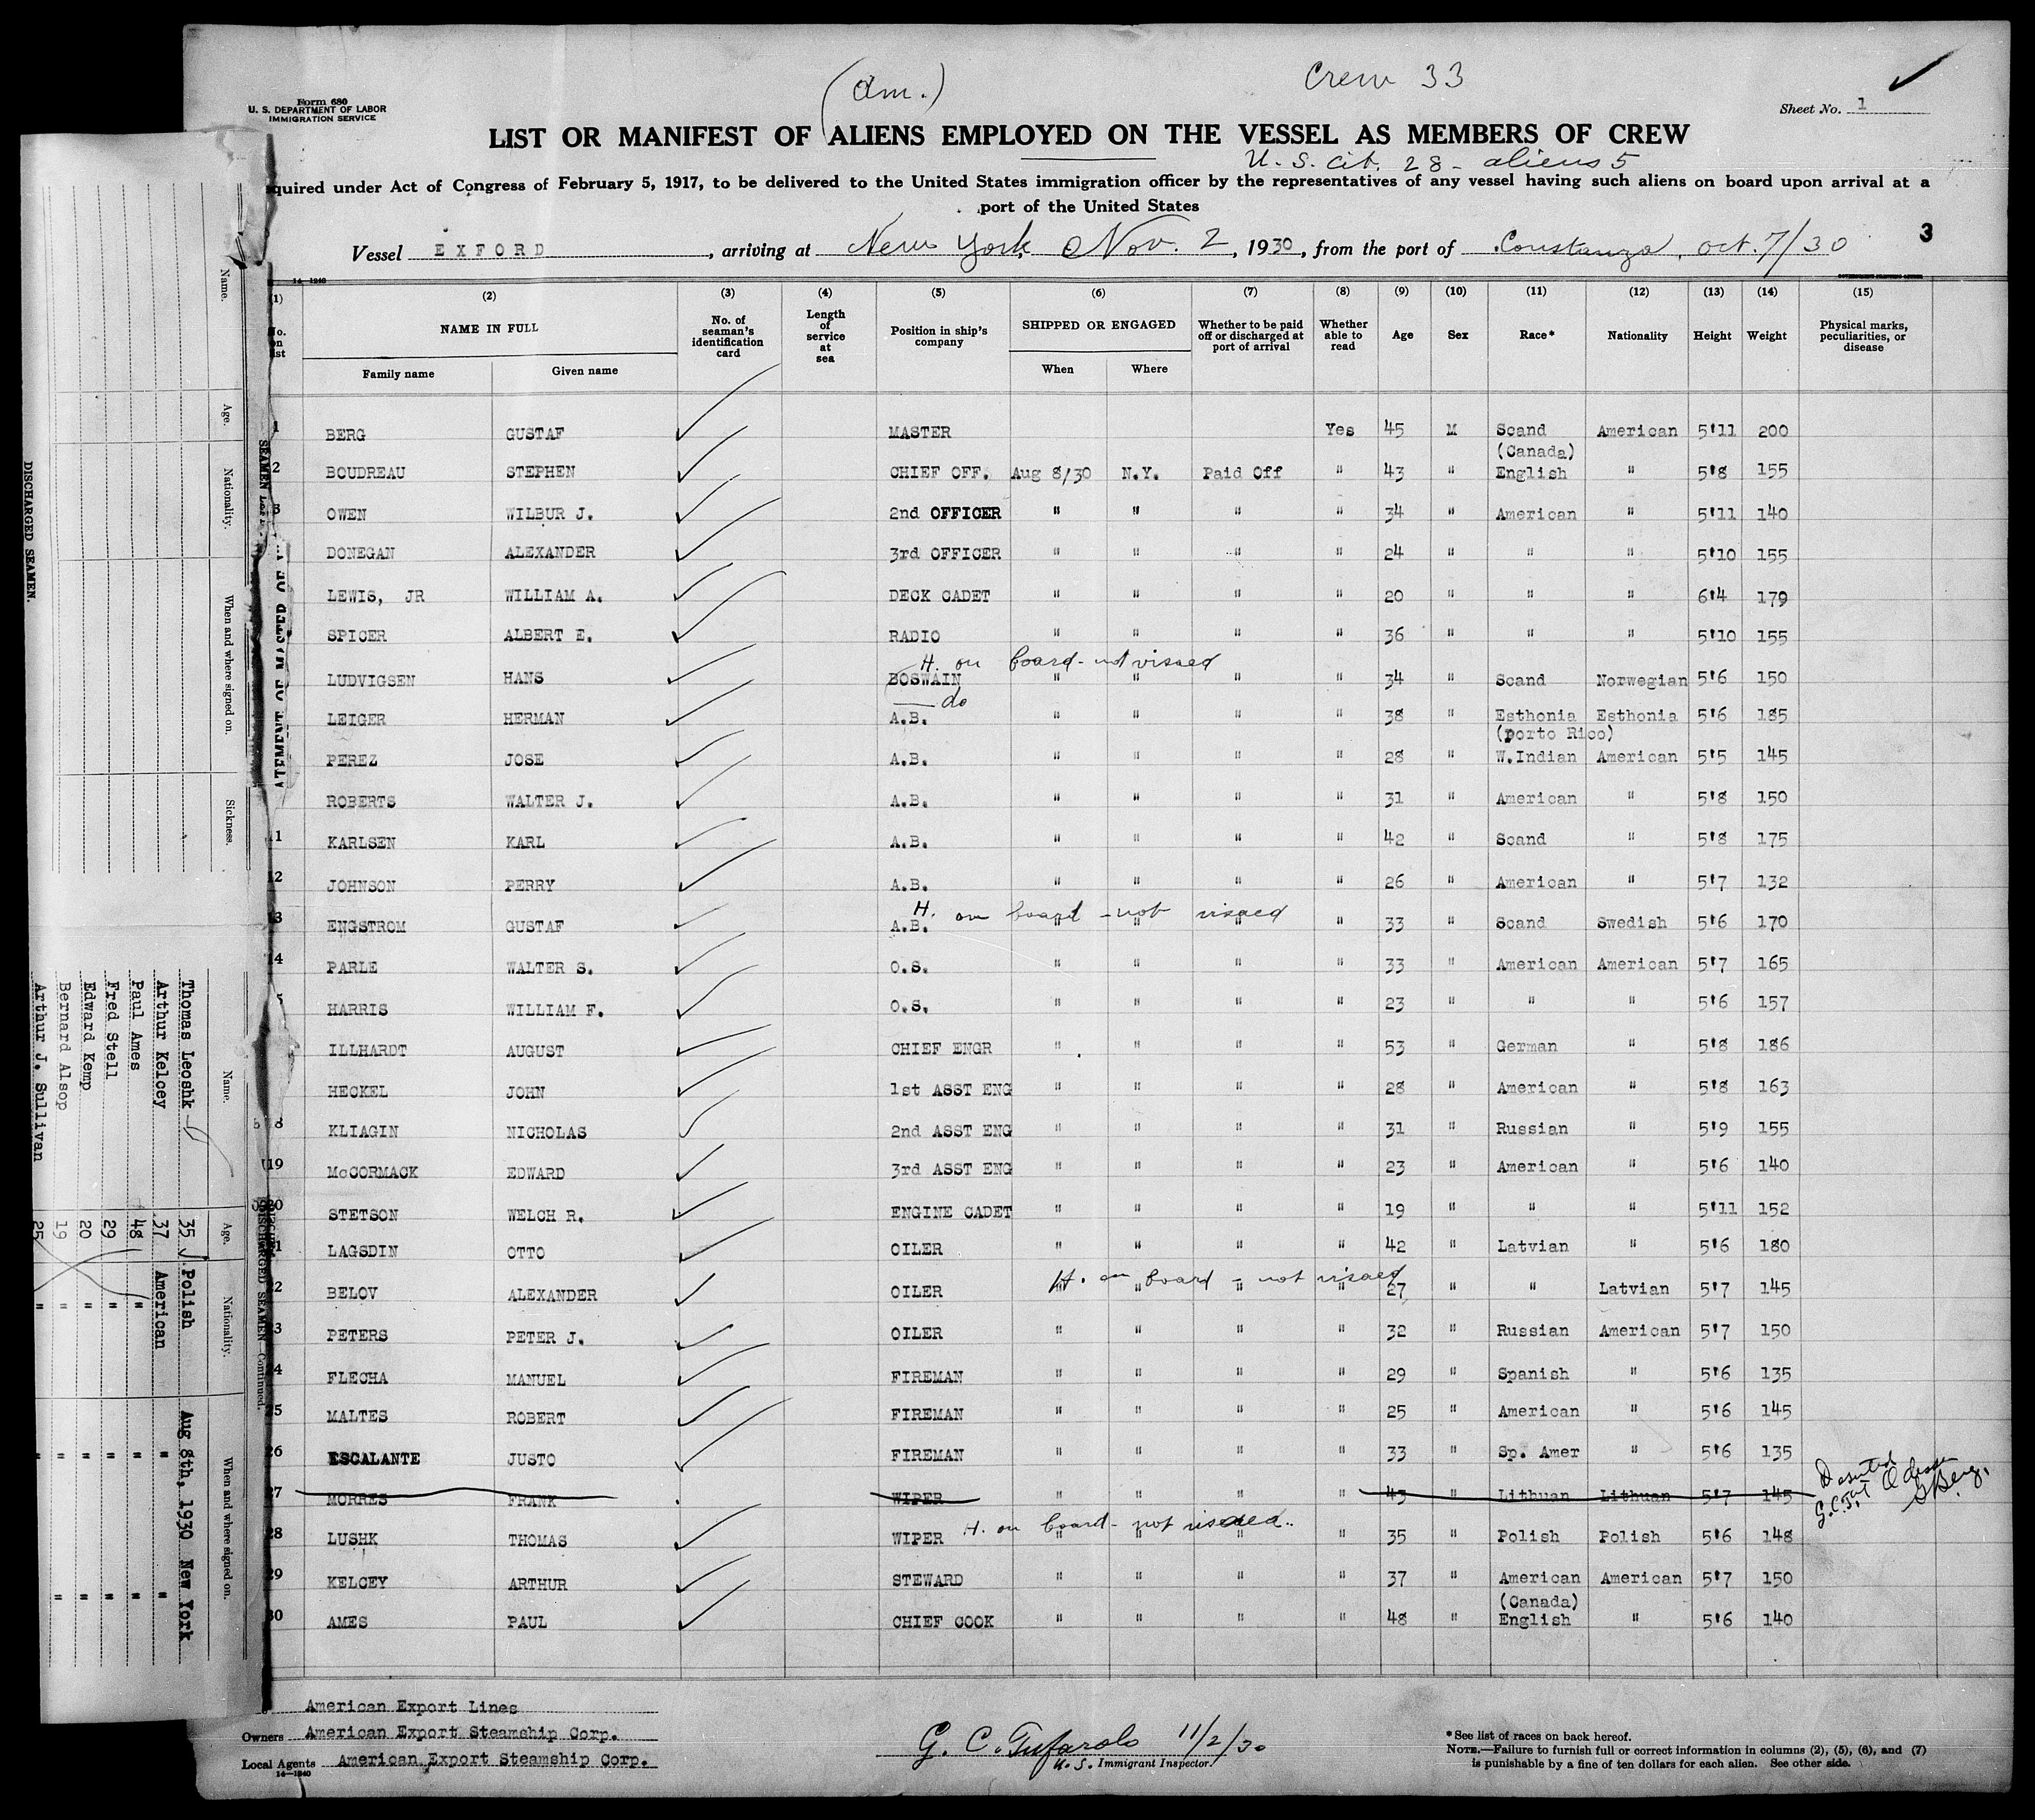 (Am.)
Crew 33
Form 680
U. S. DEPARTMENT OF LABOR
IMMIGRATION SERVICE
Sheet No. 1
LIST OR MANIFEST OF ALIENS EMPLOYED ON THE VESSEL AS MEMBERS OF CREW
U. S. cit. 28 - aliens 5
quired under Act of Congress of February 5, 1917, to be delivered to the United States immigration officer by the representatives of any vessel having such aliens on board upon arrival at a
port of the United States
3
Vessel EXFORD, arriving at New York, Nov. 2, 1930, from the port of Constanza, Oct. 7/30
(1) (2) (3) (4) (5) (6) (7) (8) (9) (10) (11) (12) (13) (14) (15)
No. on list NAME IN FULL No. of seaman's identification card Length of service at sea Position in ship's company SHIPPED OR ENGAGED Whether to be paid off or discharged at port of arrival Whether able to read Age Sex Race* Nationality Height Weight Physical marks, peculiarities, or disease
Family name Given name When Where
1 BERG GUSTAF MASTER Yes 45 M Scand American 5'11 200
(Canada)
2 BOUDREAU STEPHEN CHIEF OFF. Aug 8/30 N.Y. Paid Off " 43 " English " 5'8 155
3 OWEN WILBUR J. 2nd OFFICER " " " " 34 " American " 5'11 140
DONEGAN ALEXANDER 3rd OFFICER " " " " 24 " " " 5'10 155
LEWIS, JR WILLIAM A. DECK CADET " " " " 20 " " " 6'4 179
SPICER ALBERT E. RADIO " " " " 36 " " " 5'10 155
H. on board - not visaed
LUDVIGSEN HANS BOSWAIN " " " " 34 " Scand Norwegian 5'6 150
do
LEIGER HERMAN A.B. " " " " 38 " Esthonia Esthonia 5'6 185
(porto Rico)
PEREZ JOSE A.B. " " " " 28 " W.Indian American 5'5 145
ROBERTS WALTER J. A.B. " " " " 31 " American " 5'8 150
11 KARLSEN KARL A.B. " " " " 42 " Scand " 5'8 175
12 JOHNSON PERRY A.B. " " " " 26 " American " 5'7 132
H. on board - not visaed
13 ENGSTROM GUSTAF A.B. " " " " 33 " Scand Swedish 5'6 170
14 PARLE WALTER S. O.S. " " " " 33 " American American 5'7 165
5 HARRIS WILLIAM F. O.S. " " " " 23 " " " 5'6 157
ILLHARDT AUGUST CHIEF ENGR " " " " 53 " German " 5'8 186
HECKEL JOHN 1st ASST ENG " " " " 28 " American " 5'8 163
18 KLIAGIN NICHOLAS 2nd ASST ENG " " " " 31 " Russian " 5'9 155
19 McCORMACK EDWARD 3rd ASST ENG " " " " 23 " American " 5'6 140
20 STETSON WELCH R. ENGINE CADET " " " " 19 " " " 5'11 152
21 LAGSDIN OTTO OILER " " " " 42 " Latvian " 5'6 180
H. on board - not visaed
22 BELOV ALEXANDER OILER " " " " 27 " " Latvian 5'7 145
23 PETERS PETER J. OILER " " " " 32 " Russian American 5'7 150
24 FLECHA MANUEL FIREMAN " " " " 29 " Spanish " 5'6 135
25 MALTES ROBERT FIREMAN " " " " 25 " American " 5'6 145
26 ESCALANTE JUSTO FIREMAN " " " " 33 " Sp. Amer " 5'6 135
27 MORRES FRANK WIPER " " " " 43 " Lithuan Lithuan 5'7 145 Deserted Odessa G.C.T. GBerg.
H. on board - not visaed..
28 LUSHK THOMAS WIPER " " " " 35 " Polish Polish 5'6 148
29 KELCEY ARTHUR STEWARD " " " " 37 " American American 5'7 150
(Canada)
30 AMES PAUL CHIEF COOK " " " " 48 " English " 5'6 140
American Export Lines
Owners American Export Steamship Corp.
Local Agents American Export Steamship Corp.
14—1240
G. C. Tufarolo 11/2/30
U. S. Immigrant Inspector
*See list of races on back hereof.
NOTE.—Failure to furnish full or correct information in columns (2), (5), (6), and (7)
is punishable by a fine of ten dollars for each alien. See other side.
DISCHARGED SEAMEN.
Name. Age. Nationality. When and where signed on. Sickness.
DISCHARGED SEAMEN—Continued.
Name. Age. Nationality. When and where signed on.
Thomas Leoshk 35 Polish Aug 8th, 1930 New York
Arthur Kelcey 37 American " "
Paul Ames 48 " " "
Fred Stell 29 " " "
Edward Kemp 20 " " "
Bernard Alsop 19 " " "
Arthur J. Sullivan 25 " "